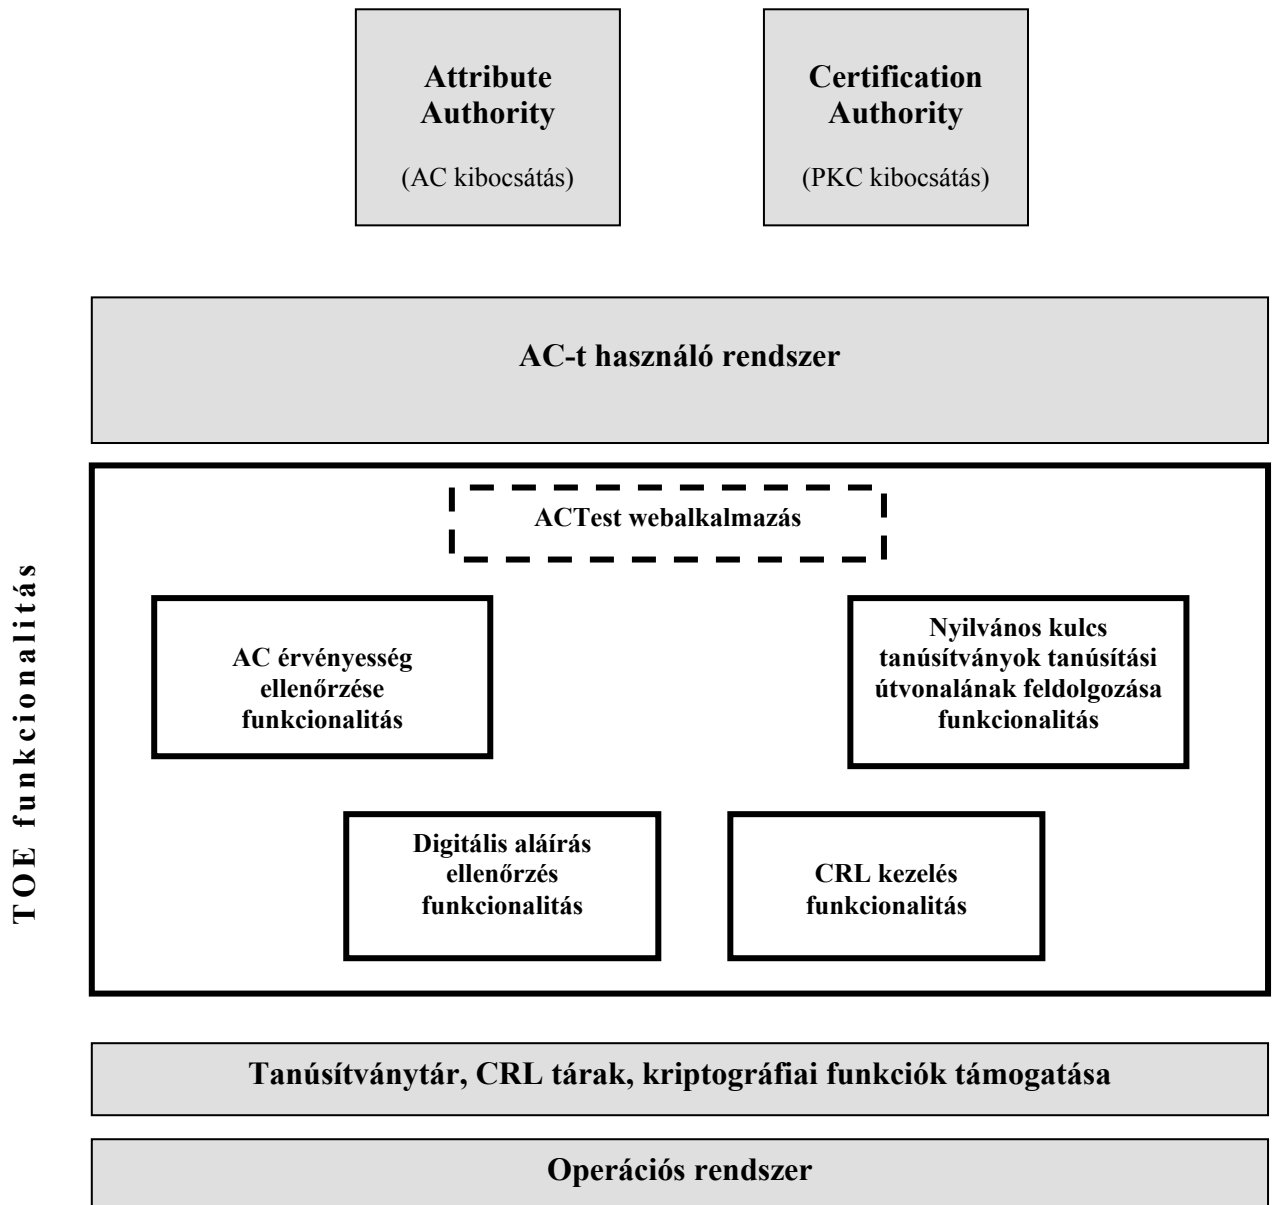 Attribute
Authority
(AC kibocsátás)
Certification
Authority
(PKC kibocsátás)
AC-t használó rendszer
TOE funkcionalitás
ACTest webalkalmazás
AC érvényesség
ellenőrzése
funkcionalitás
Nyilvános kulcs
tanúsítványok tanúsítási
útvonalának feldolgozása
funkcionalitás
Digitális aláírás
ellenőrzés
funkcionalitás
CRL kezelés
funkcionalitás
Tanúsítványtár, CRL tárak, kriptográfiai funkciók támogatása
Operációs rendszer